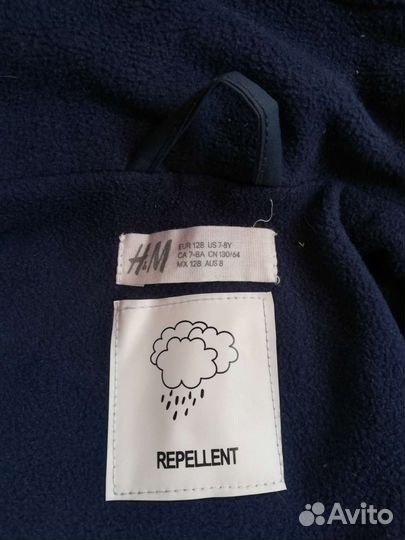 H&M
EUR 128 US 7-8Y
CA 7-8A CN 130/64
MX 128 AUS 8
REPELLENT
Avito